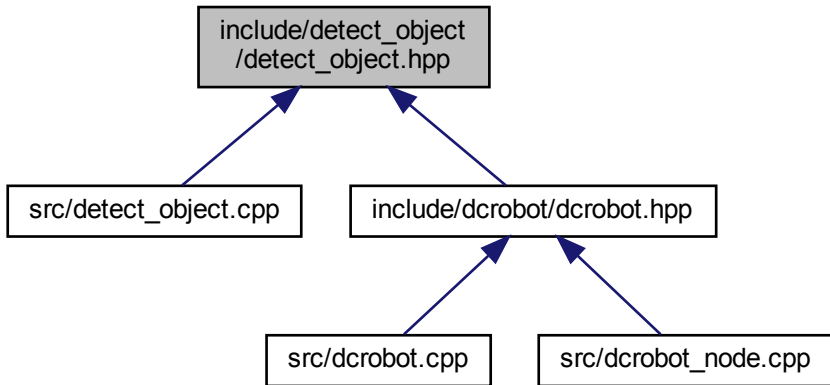 include/detect_object
/detect_object.hpp
src/detect_object.cpp
include/dcrobot/dcrobot.hpp
src/dcrobot.cpp
src/dcrobot_node.cpp